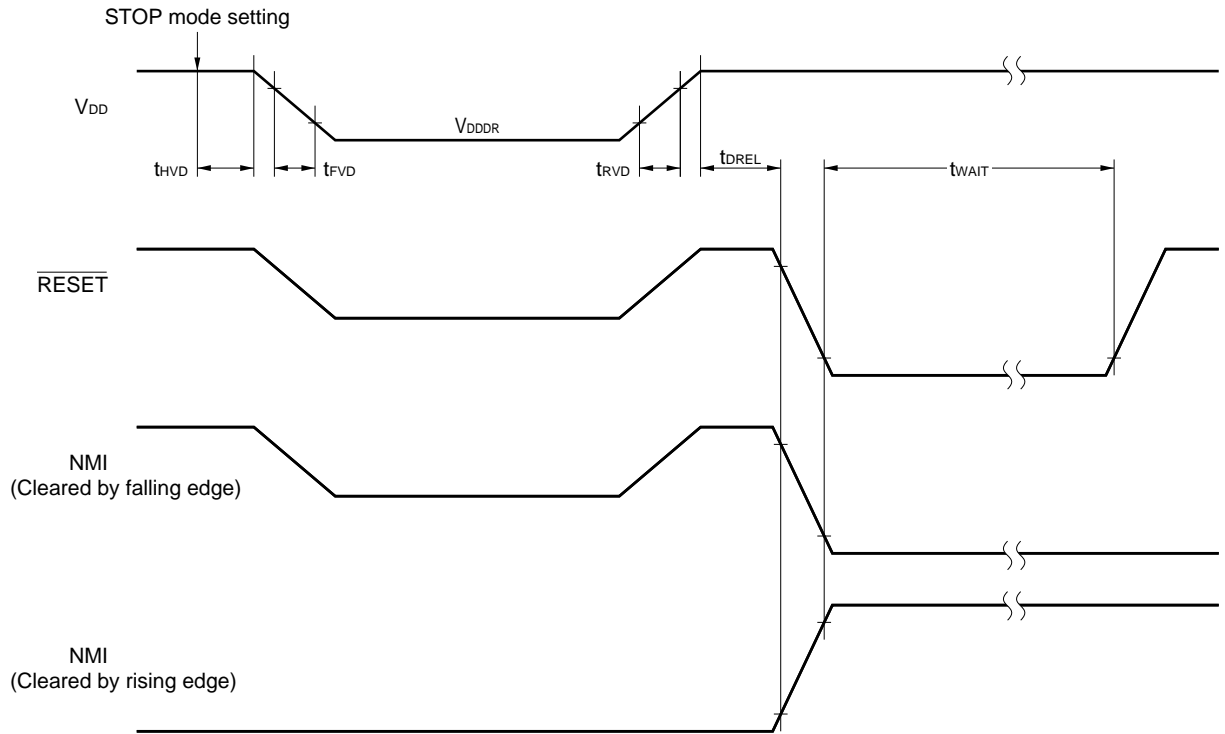 STOP mode setting
VDD
VDDDR
tHVD
tFVD
tRVD
tDREL
tWAIT
RESET
NMI
(Cleared by falling edge)
NMI
(Cleared by rising edge)